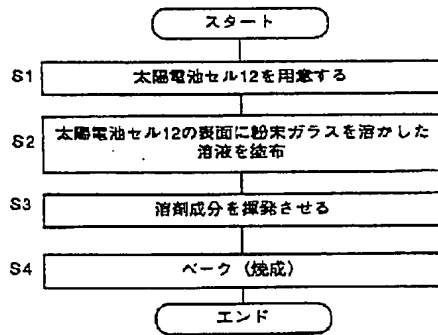 スタート
S1 太陽電池セル12を用意する
S2 太陽電池セル12の表面に粉末ガラスを溶かした
溶液を塗布
S3 溶剤成分を揮発させる
S4 ベーク（焼成）
エンド